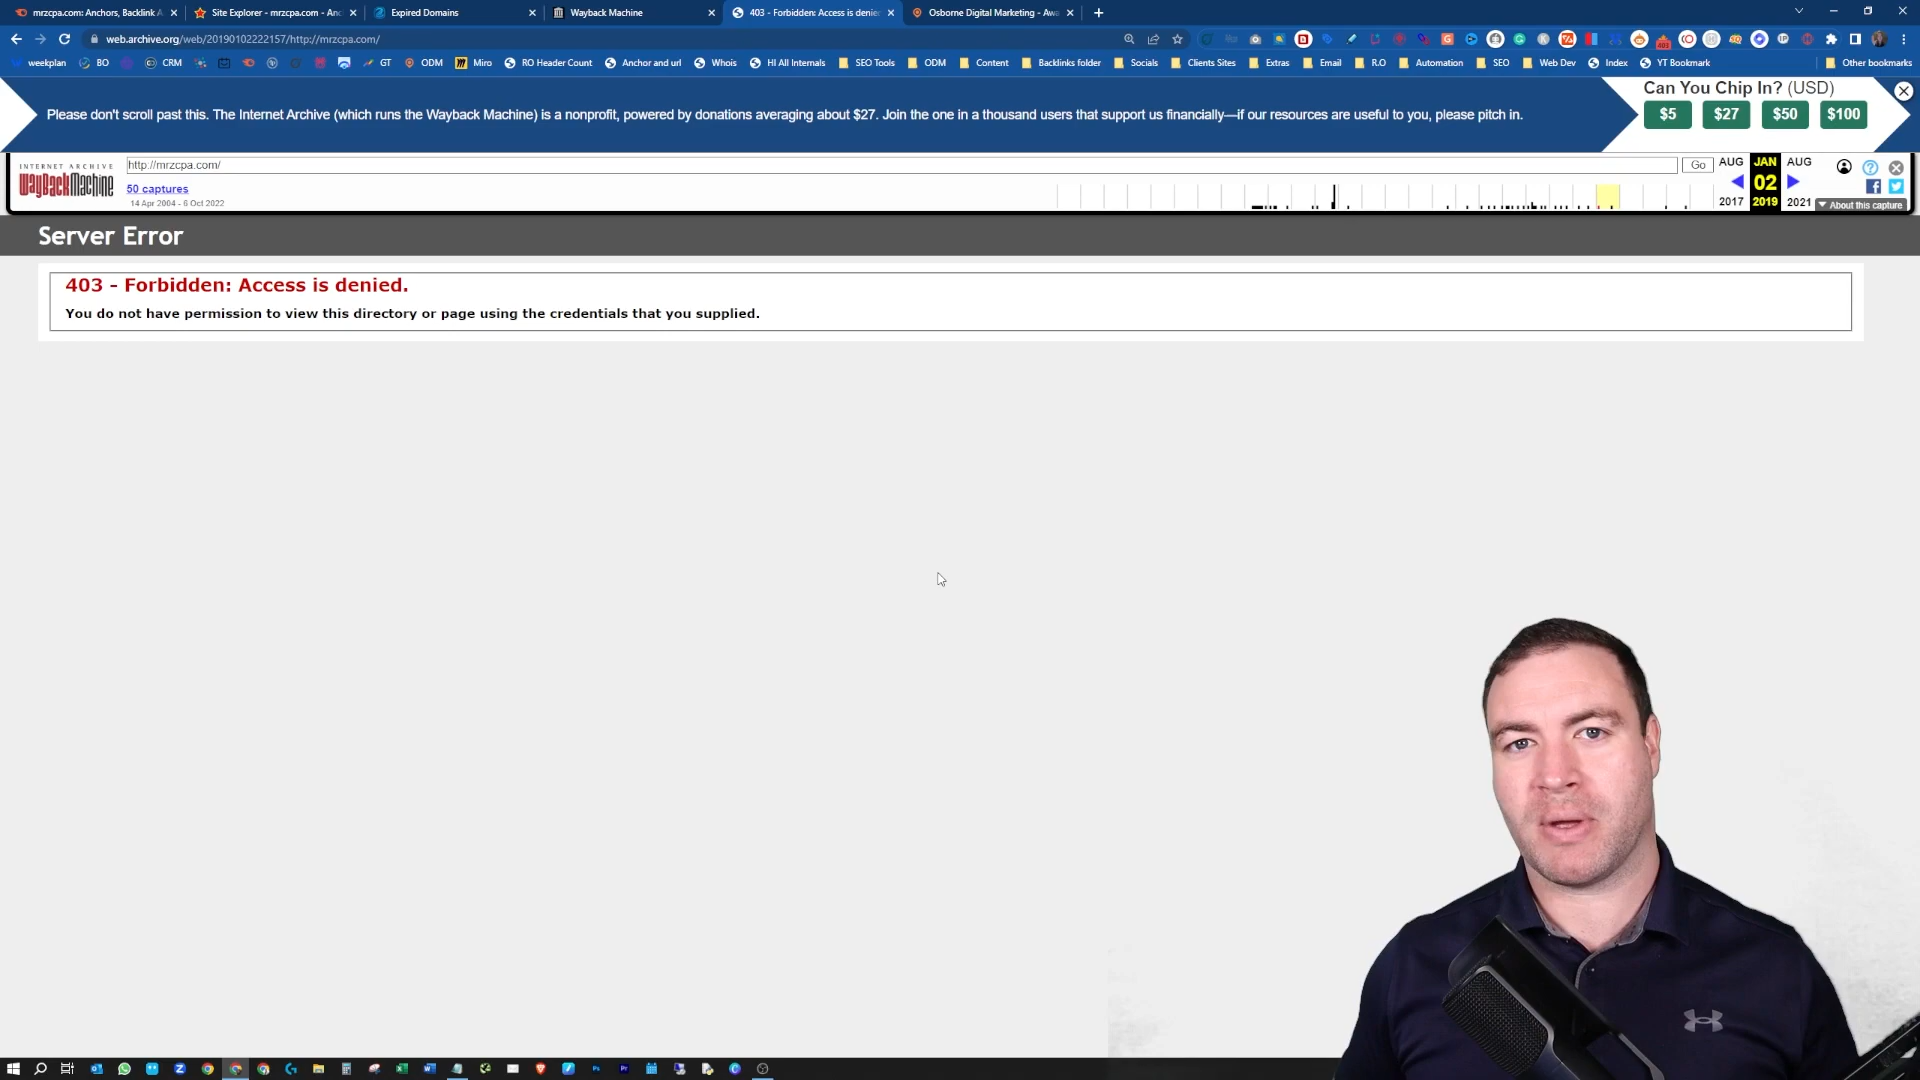 mrzcpa.com: Anchors, Backlink A
Site Explorer - mrzcpa.com - Anc
Expired Domains
Wayback Machine
403 - Forbidden: Access is denie
Osborne Digital Marketing - Awa
web.archive.org/web/20190102222157/http://mrzcpa.com/
weekplan
BO
CRM
GT
ODM
Miro
RO Header Count
Anchor and url
Whois
HI All Internals
SEO Tools
ODM
Content
Backlinks folder
Socials
Clients Sites
Extras
Email
R.O
Automation
SEO
Web Dev
Index
YT Bookmark
Other bookmarks
Please don't scroll past this. The Internet Archive (which runs the Wayback Machine) is a nonprofit, powered by donations averaging about $27. Join the one in a thousand users that support us financially—if our resources are useful to you, please pitch in.
Can You Chip In? (USD)
$5
$27
$50
$100
INTERNET ARCHIVE
WayBackMachine
http://mrzcpa.com/
Go
50 captures
14 Apr 2004 - 6 Oct 2022
AUG
JAN
AUG
02
2017
2019
2021
About this capture
Server Error
403 - Forbidden: Access is denied.
You do not have permission to view this directory or page using the credentials that you supplied.